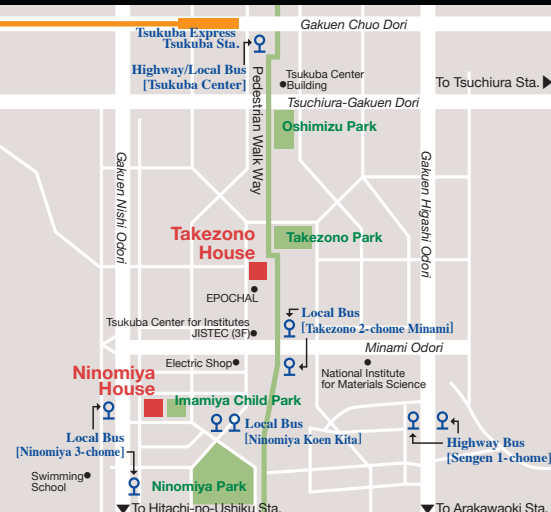 Gakuen Chuo Dori
Tsukuba Express
Tsukuba Sta.
Highway/Local Bus
[Tsukuba Center]
Pedestrian Walk Way
Tsukuba Center
Building
To Tsuchiura Sta.
Tsuchiura-Gakuen Dori
Oshimizu Park
Gakuen Nishi Odori
Gakuen Higashi Odori
Takezono
House
Takezono Park
EPOCHAL
Tsukuba Center for Institutes
JISTEC (3F)
Local Bus
[Takezono 2-chome Minami]
Minami Odori
Electric Shop
National Institute
for Materials Science
Ninomiya
House
Imamiya Child Park
Local Bus
[Ninomiya 3-chome]
Local Bus
[Ninomiya Koen Kita]
Highway Bus
[Sengen 1-chome]
Swimming
School
Ninomiya Park
To Hitachi-no-Ushiku Sta.
To Arakawaoki Sta.